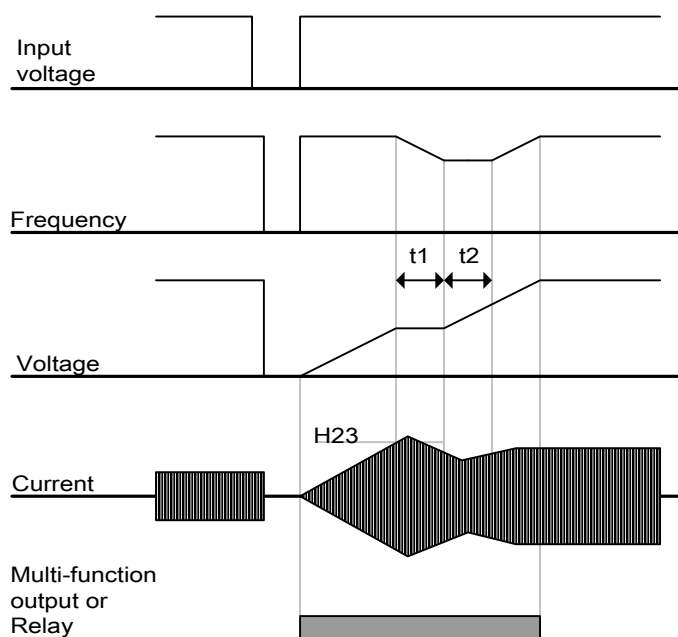 Input
voltage
Frequency
t1 t2
Voltage
H23
Current
Multi-function
output or
Relay